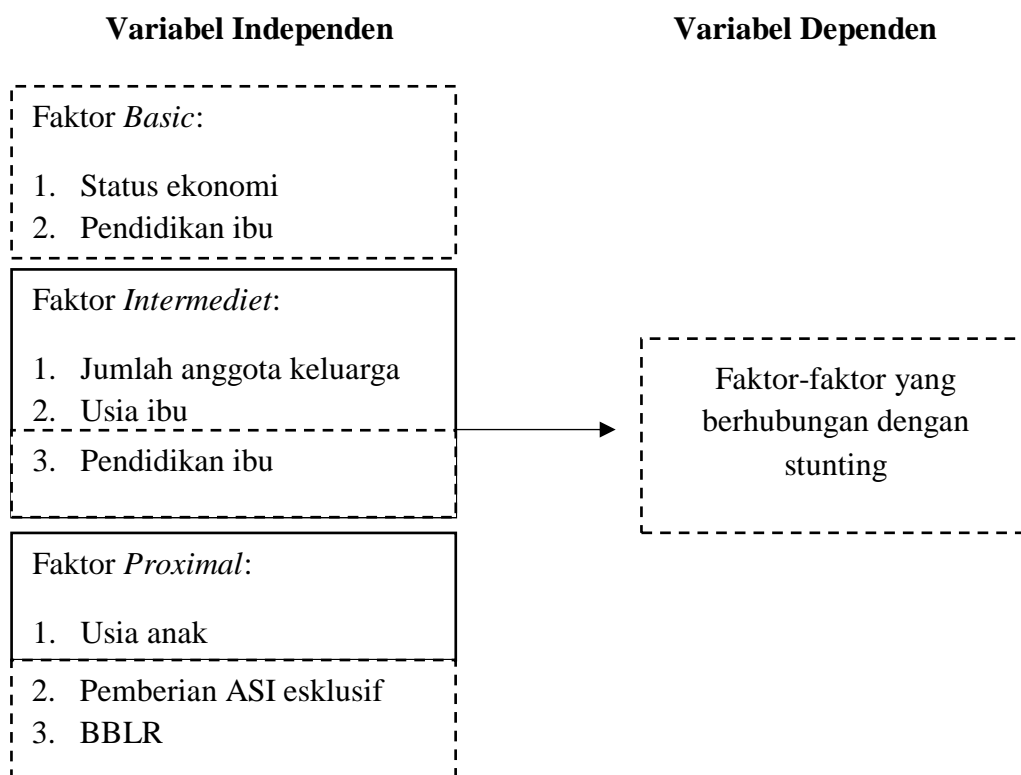 Variabel Independen
Variabel Dependen
Faktor Basic:
1. Status ekonomi
2. Pendidikan ibu
Faktor Intermediet:
1. Jumlah anggota keluarga
2. Usia ibu
3. Pendidikan ibu
Faktor-faktor yang
berhubungan dengan
stunting
Faktor Proximal:
1. Usia anak
2. Pemberian ASI esklusif
3. BBLR